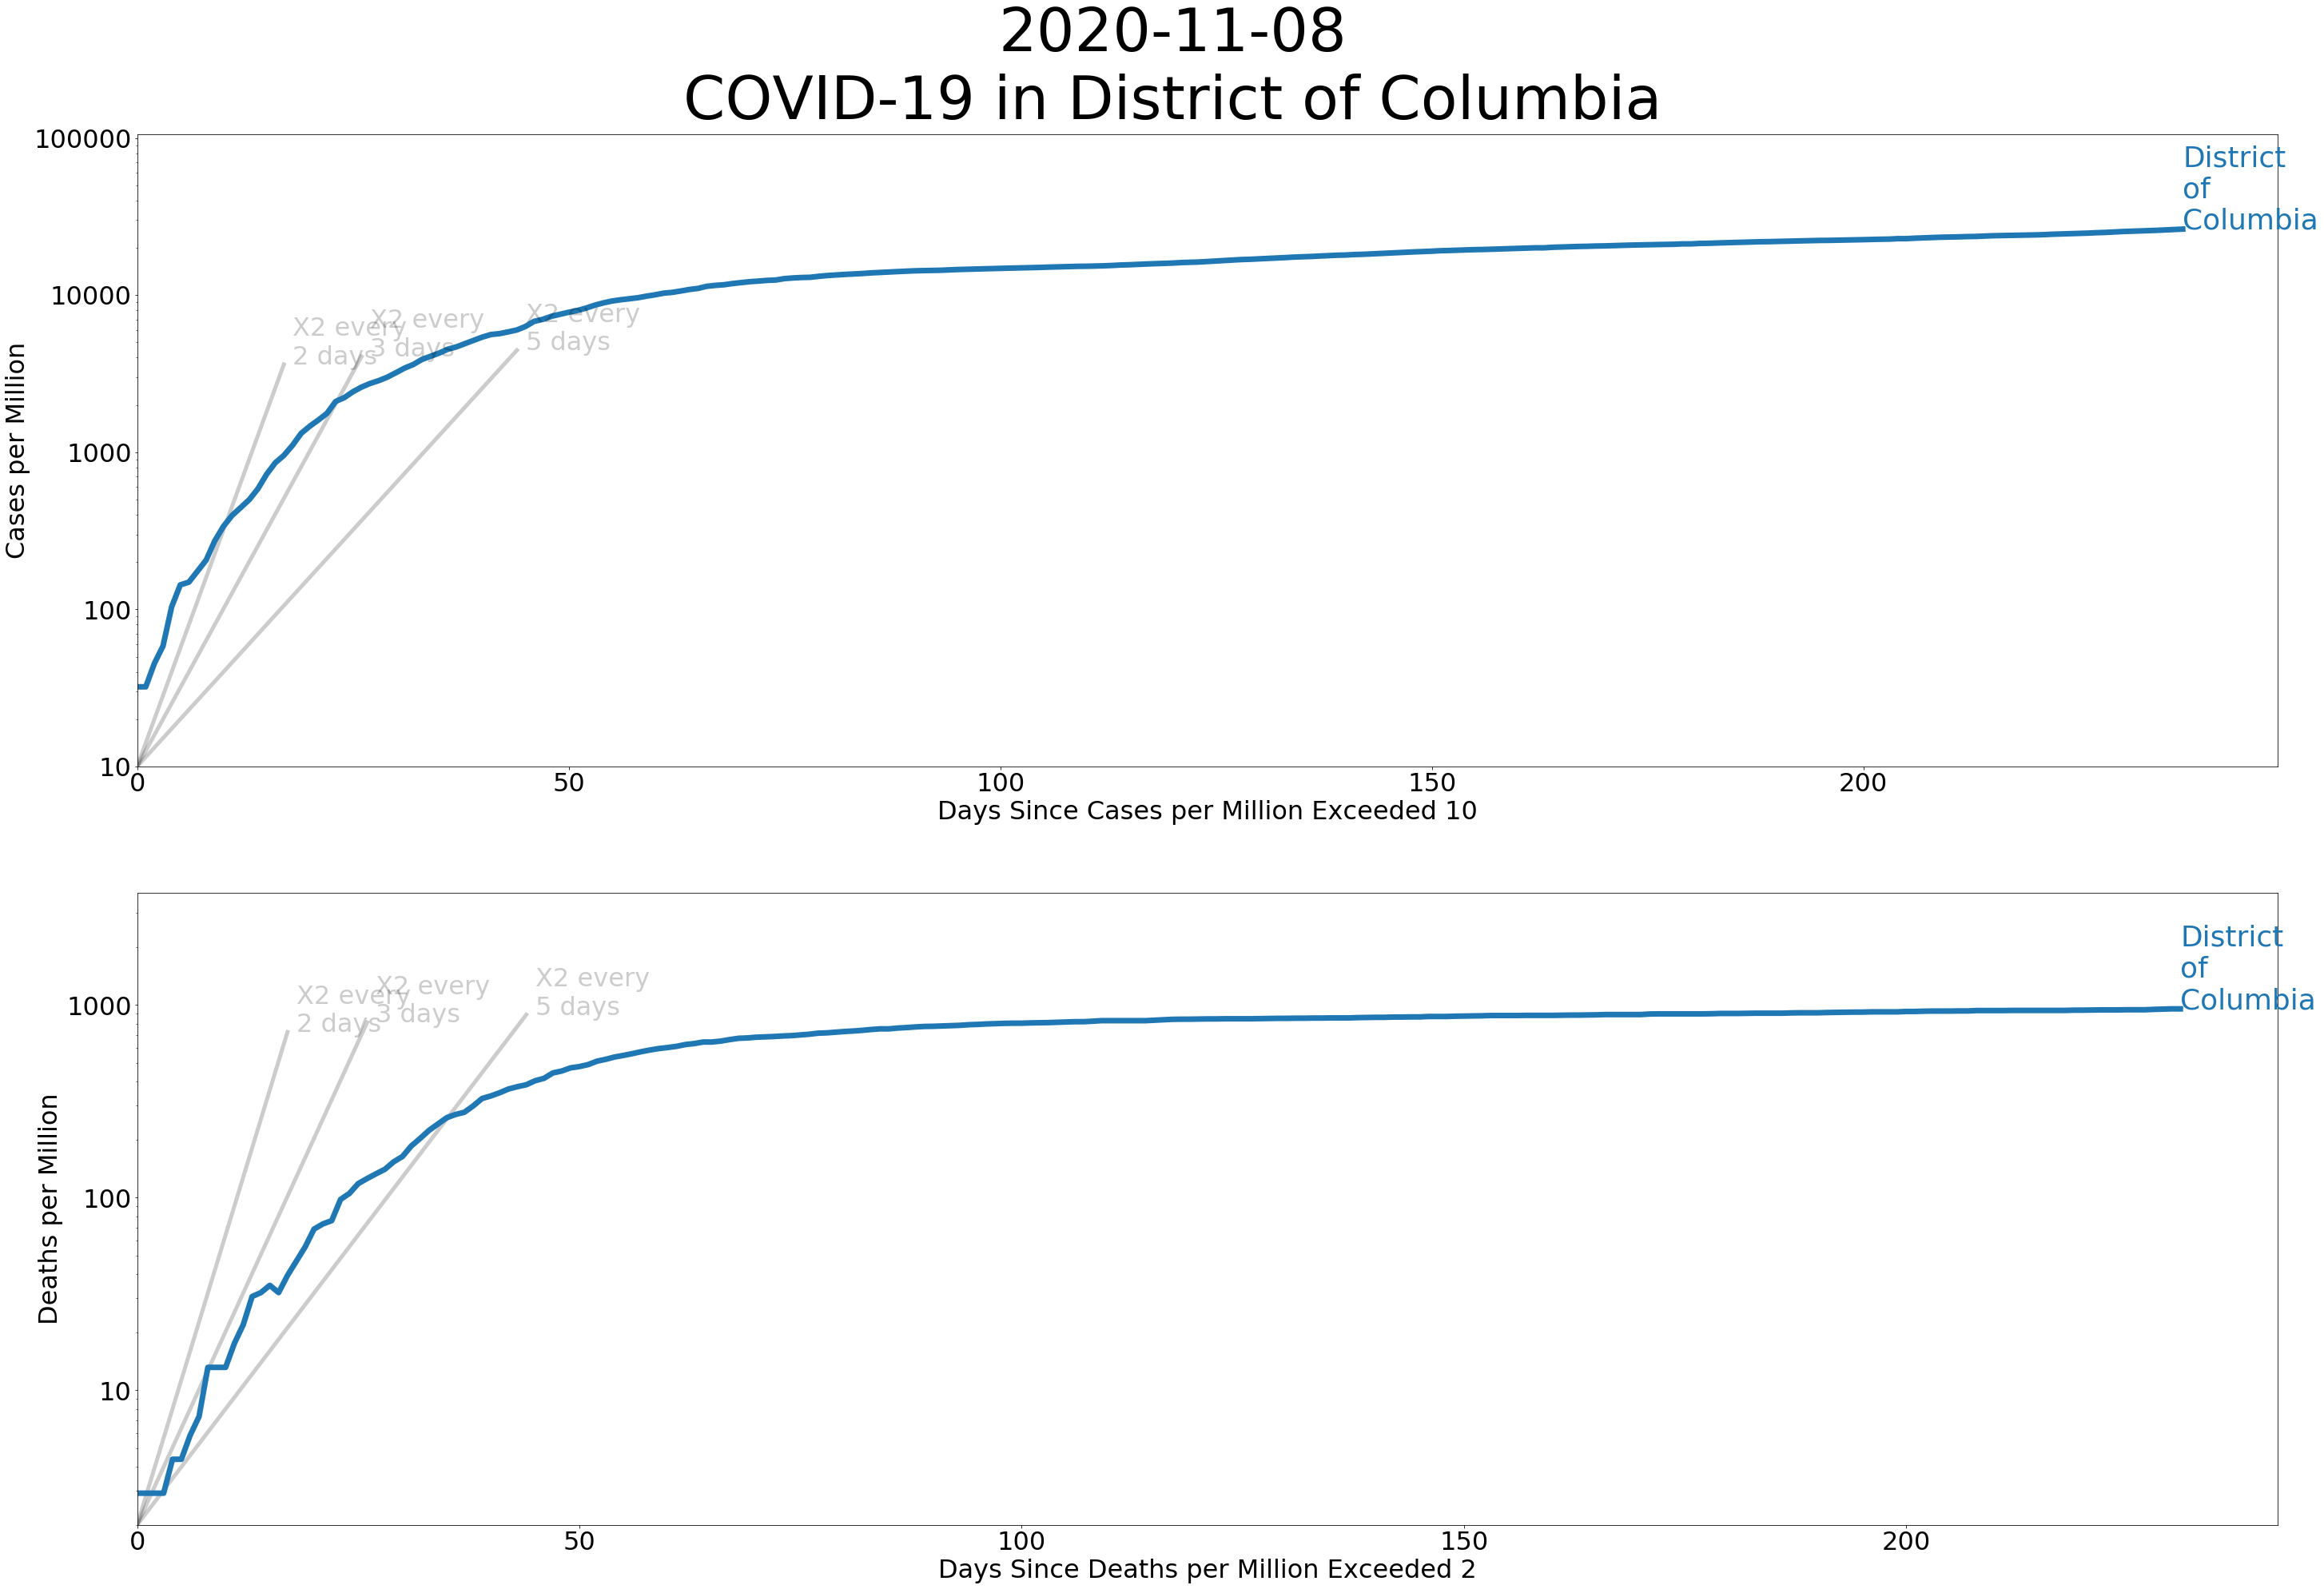 2020-11-08
COVID-19 in District of Columbia
100000
10000
1000
100
10
Cases per Million
X2 every
2 days
X2 every
3 days
X2 every
5 days
District
of
Columbia
0
50
100
150
200
Days Since Cases per Million Exceeded 10
1000
100
10
Deaths per Million
X2 every
2 days
X2 every
3 days
X2 every
5 days
District
of
Columbia
0
50
100
150
200
Days Since Deaths per Million Exceeded 2